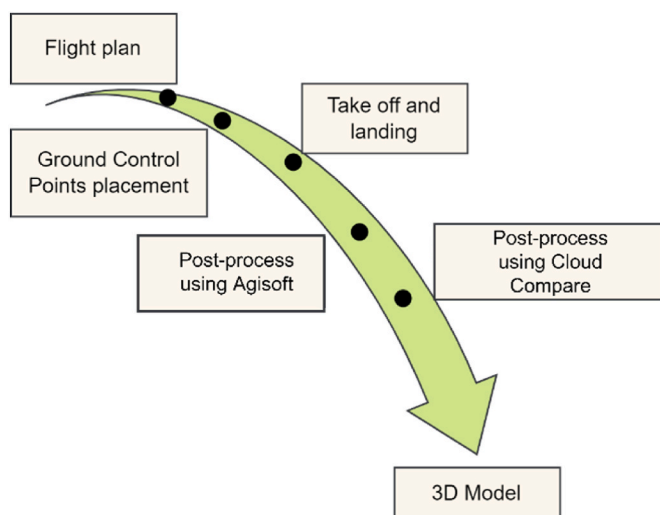 Flight plan
Ground Control
Points placement
Take off and
landing
Post-process
using Agisoft
Post-process
using Cloud
Compare
3D Model